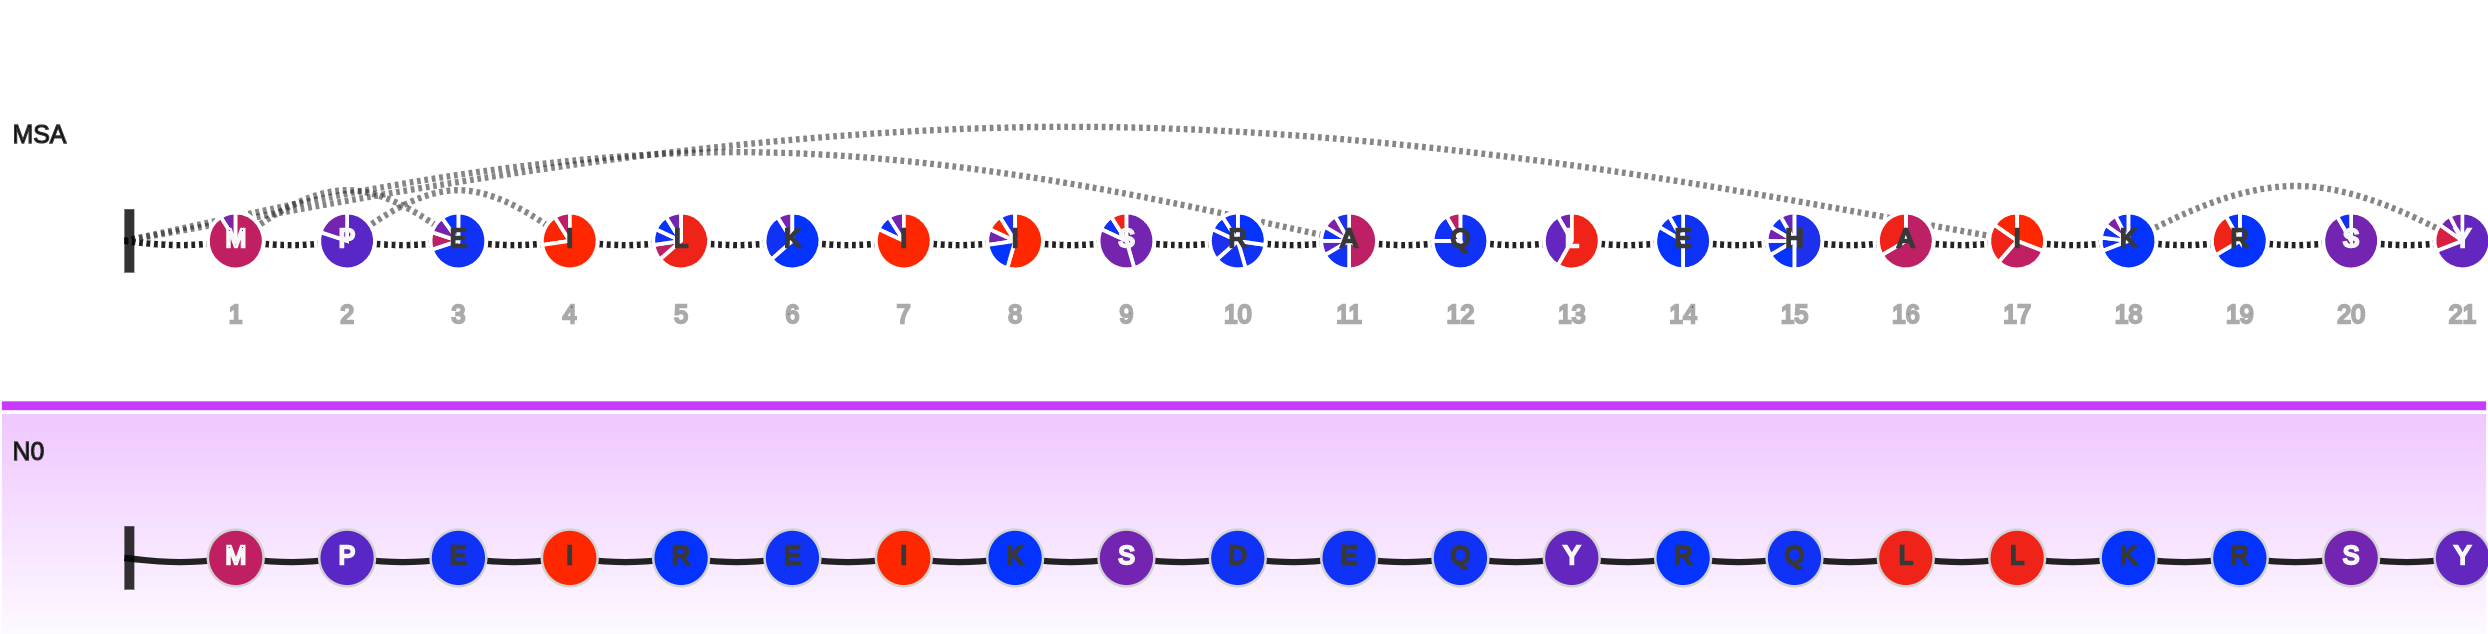 MSA
M P E I L K I I S R A Q L E H A I K R S Y
1 2 3 4 5 6 7 8 9 10 11 12 13 14 15 16 17 18 19 20 21
N0
M P E I R E I K S D E Q Y R Q L L K R S Y